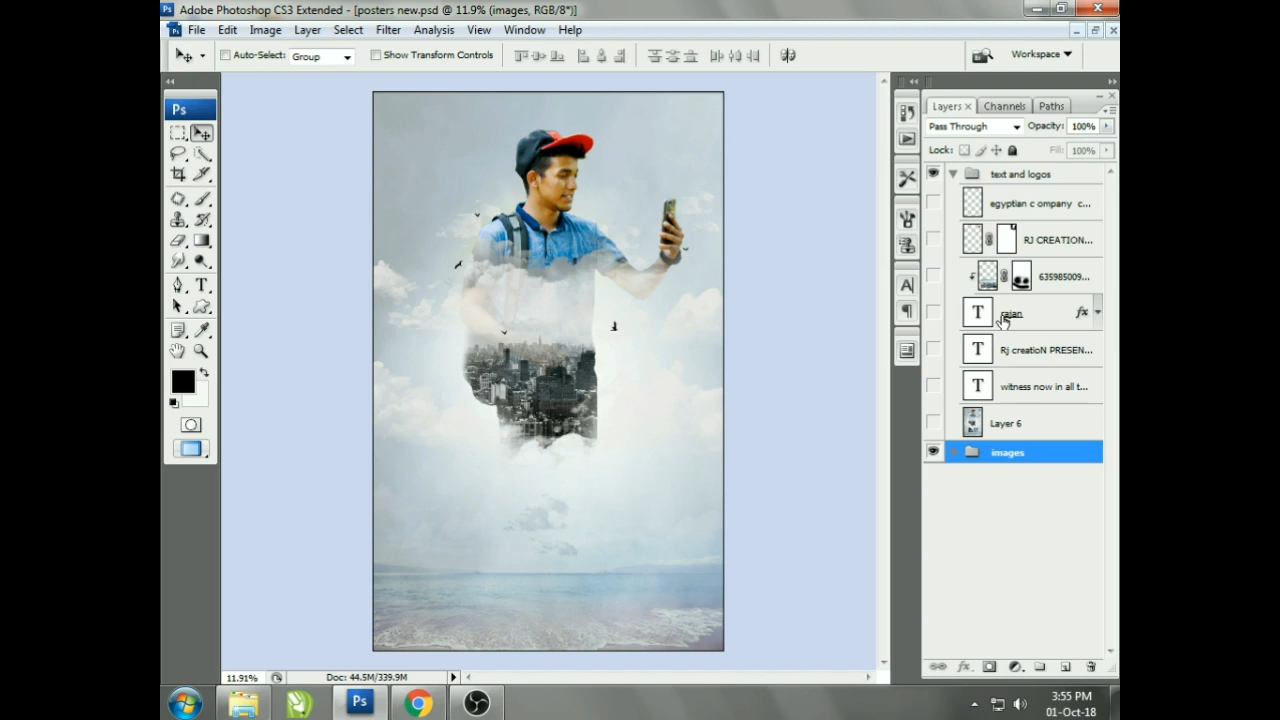 Adobe Photoshop CS3 Extended - [posters new.psd @ 11.9% (images, RGB/8*)]
File Edit Image Layer Select Filter Analysis View Window Help
Auto-Select: Group Show Transform Controls Workspace
Ps
Layers × Channels Paths
Pass Through Opacity: 100%
Lock: Fill: 100%
text and logos
egyptian c ompany c...
RJ CREATION...
635985009...
T rajan fx
T Rj creatioN PRESEN...
T witness now in all t...
Layer 6
images
11.91% Doc: 44.5M/339.9M
Ps 3:55 PM
01-Oct-18